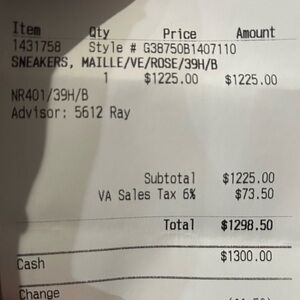 Item Qty Price Amount
1431758 Style # G38750B1407110
SNEAKERS, MAILLE/VE/ROSE/39H/B
1 $1225.00 $1225.00
NR401/39H/B
Advisor: 5612 Ray
Subtotal $1225.00
VA Sales Tax 6% $73.50
Total $1298.50
Cash $1300.00
Change